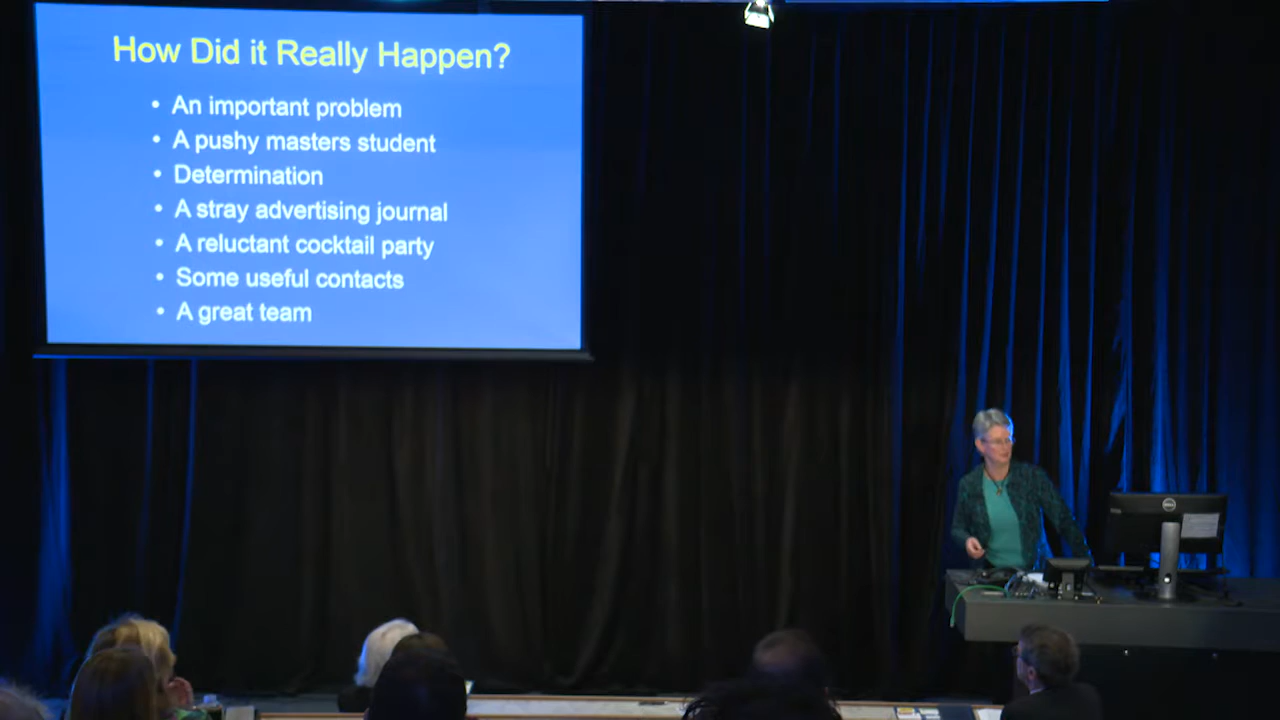 How Did it Really Happen?
• An important problem
• A pushy masters student
• Determination
• A stray advertising journal
• A reluctant cocktail party
• Some useful contacts
• A great team
DELL